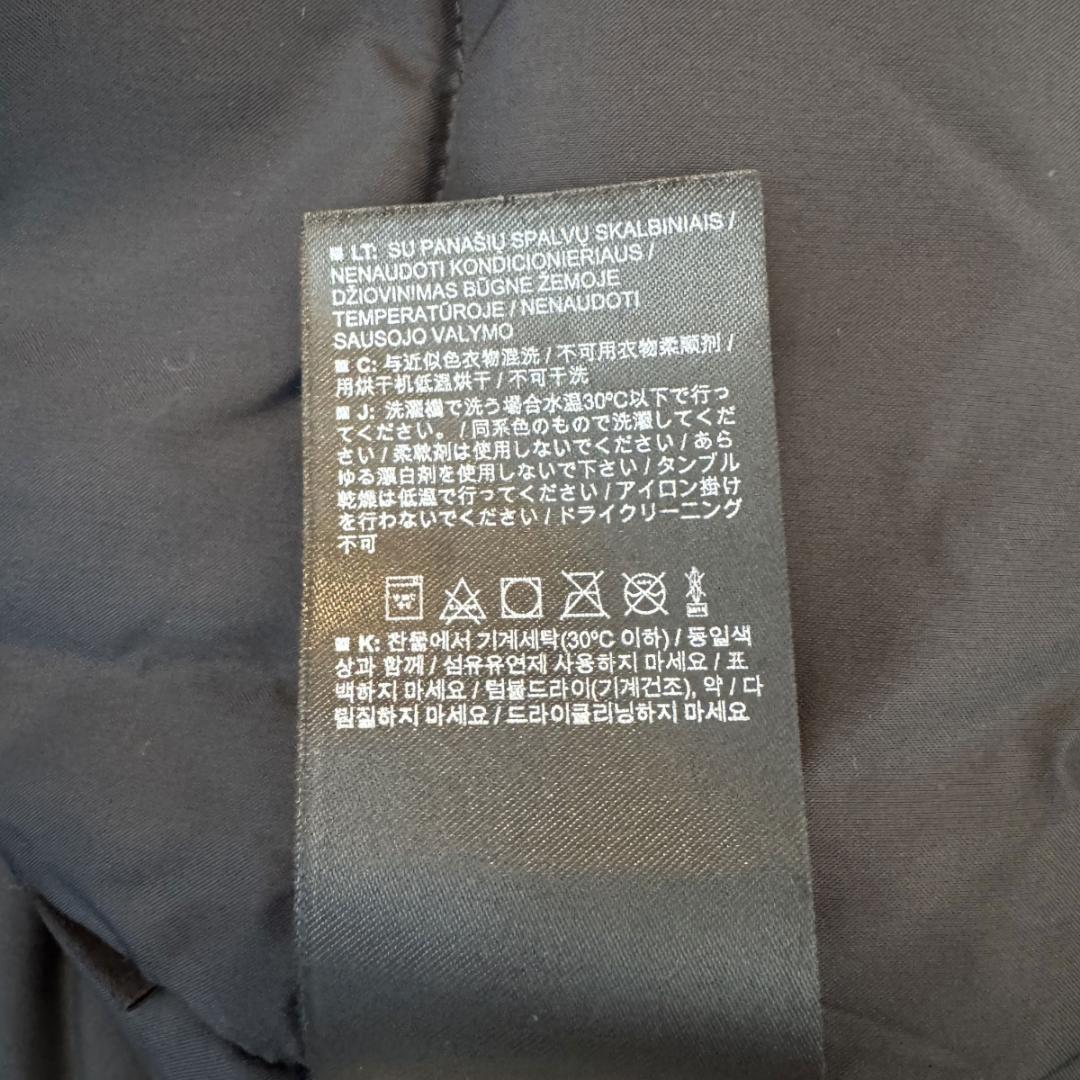 ■ LT: SU PANAŠIŲ SPALVŲ SKALBINIAIS /
NENAUDOTI KONDICIONIERIAUS /
DŽIOVINIMAS BŪGNE ŽEMOJE
TEMPERATŪROJE / NENAUDOTI
SAUSOJO VALYMO
■ C: 与近似色衣物混洗 / 不可用衣物柔顺剂 /
用烘干机低温烘干 / 不可干洗
■ J: 洗濯機で洗う場合水温30ºC以下で行っ
てください。 / 同系色のもので洗濯してくだ
さい / 柔軟剤は使用しないでください / あら
ゆる漂白剤を使用しないで下さい / タンブル
乾燥は低温で行ってください / アイロン掛け
を行わないでください / ドライクリーニング
不可
■ K: 찬물에서 기계세탁(30ºC 이하) / 동일색
상과 함께 / 섬유유연제 사용하지 마세요 / 표
백하지 마세요 / 텀블드라이(기계건조), 약 / 다
림질하지 마세요 / 드라이클리닝하지 마세요